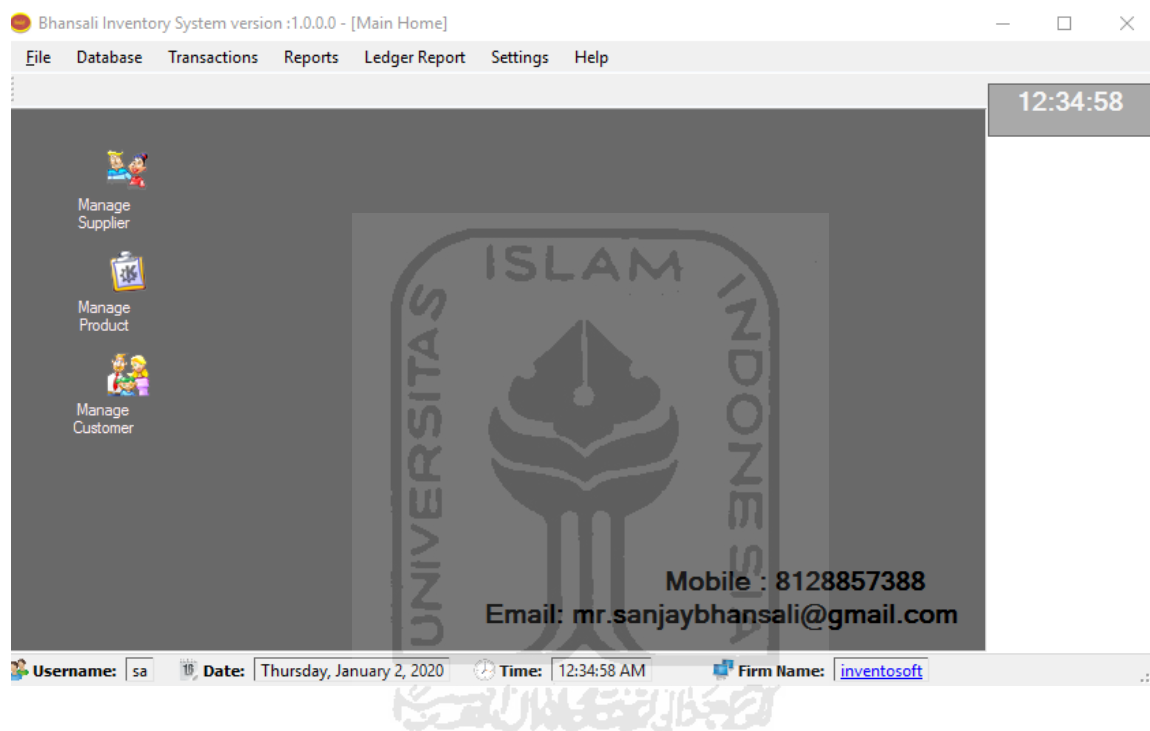 Bhansali Inventory System version :1.0.0.0 - [Main Home]
File Database Transactions Reports Ledger Report Settings Help
12:34:58
Manage
Supplier
Manage
Product
Manage
Customer
UNIVERSITAS
ISLAM
INDONESIA
Mobile : 8128857388
Email: mr.sanjaybhansali@gmail.com
Username: sa Date: Thursday, January 2, 2020 Time: 12:34:58 AM Firm Name: inventosoft